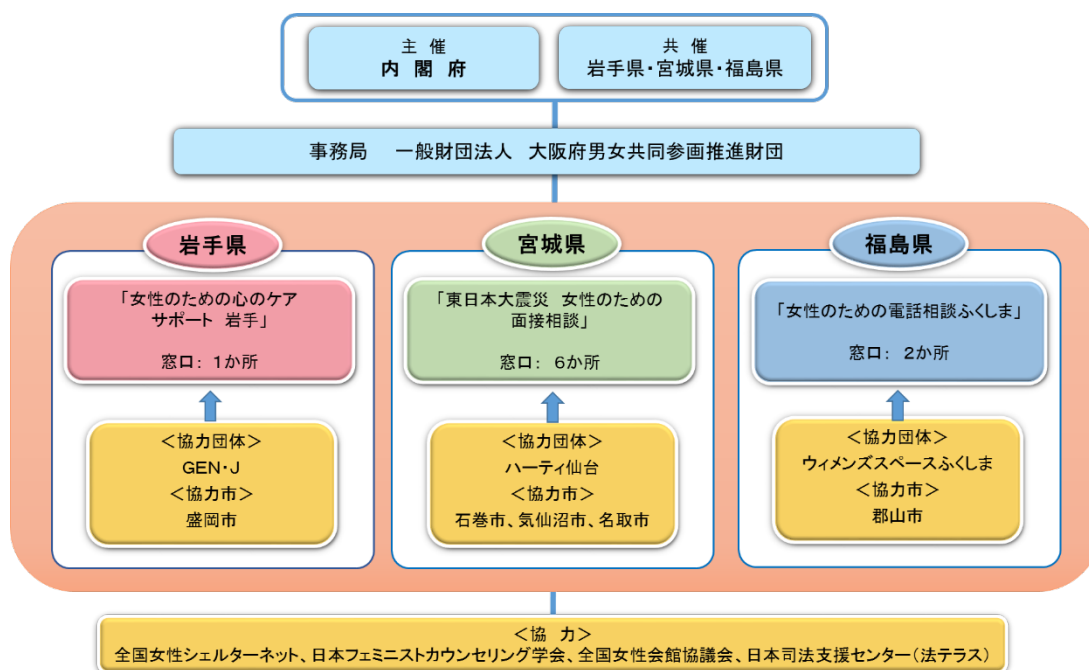 主 催
内 閣 府
共 催
岩手県・宮城県・福島県
事務局 一般財団法人 大阪府男女共同参画推進財団
岩手県
「女性のための心のケア
サポート 岩手」
窓口: 1か所
<協力団体>
GEN・J
<協力市>
盛岡市
宮城県
「東日本大震災 女性のための
面接相談」
窓口: 6か所
<協力団体>
ハーティ仙台
<協力市>
石巻市、気仙沼市、名取市
福島県
「女性のための電話相談ふくしま」
窓口: 2か所
<協力団体>
ウィメンズスペースふくしま
<協力市>
郡山市
<協 力>
全国女性シェルターネット、日本フェミニストカウンセリング学会、全国女性会館協議会、日本司法支援センター(法テラス)